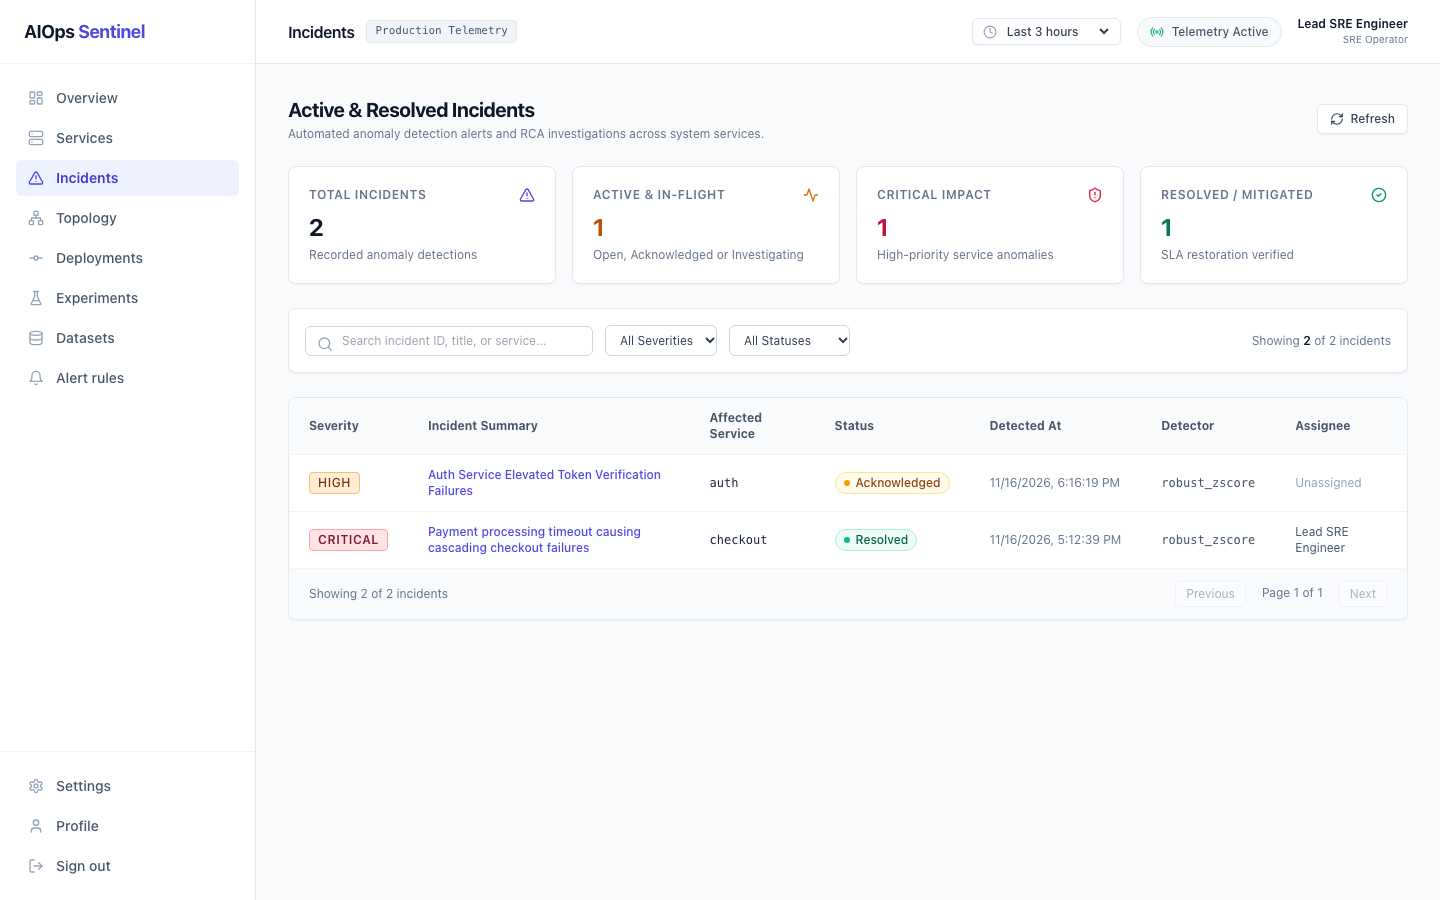 AIOps Sentinel
Incidents
Production Telemetry
Last 3 hours
Telemetry Active
Lead SRE Engineer
SRE Operator
Overview
Services
Incidents
Topology
Deployments
Experiments
Datasets
Alert rules
Settings
Profile
Sign out
Active & Resolved Incidents
Automated anomaly detection alerts and RCA investigations across system services.
Refresh
TOTAL INCIDENTS
2
Recorded anomaly detections
ACTIVE & IN-FLIGHT
1
Open, Acknowledged or Investigating
CRITICAL IMPACT
1
High-priority service anomalies
RESOLVED / MITIGATED
1
SLA restoration verified
Search incident ID, title, or service...
All Severities
All Statuses
Showing 2 of 2 incidents
Severity
Incident Summary
Affected
Service
Status
Detected At
Detector
Assignee
HIGH
Auth Service Elevated Token Verification
Failures
auth
Acknowledged
11/16/2026, 6:16:19 PM
robust_zscore
Unassigned
CRITICAL
Payment processing timeout causing
cascading checkout failures
checkout
Resolved
11/16/2026, 5:12:39 PM
robust_zscore
Lead SRE
Engineer
Showing 2 of 2 incidents
Previous
Page 1 of 1
Next